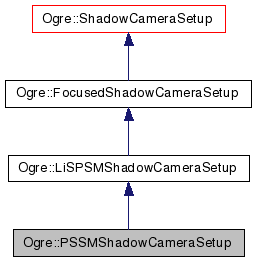 Ogre::ShadowCameraSetup
Ogre::FocusedShadowCameraSetup
Ogre::LiSPSMShadowCameraSetup
Ogre::PSSMShadowCameraSetup